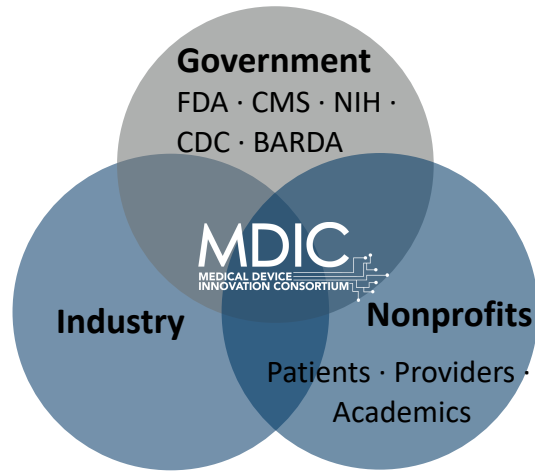 Government
FDA · CMS · NIH ·
CDC · BARDA
MDIC
MEDICAL DEVICE
INNOVATION CONSORTIUM
Industry
Nonprofits
Patients · Providers ·
Academics